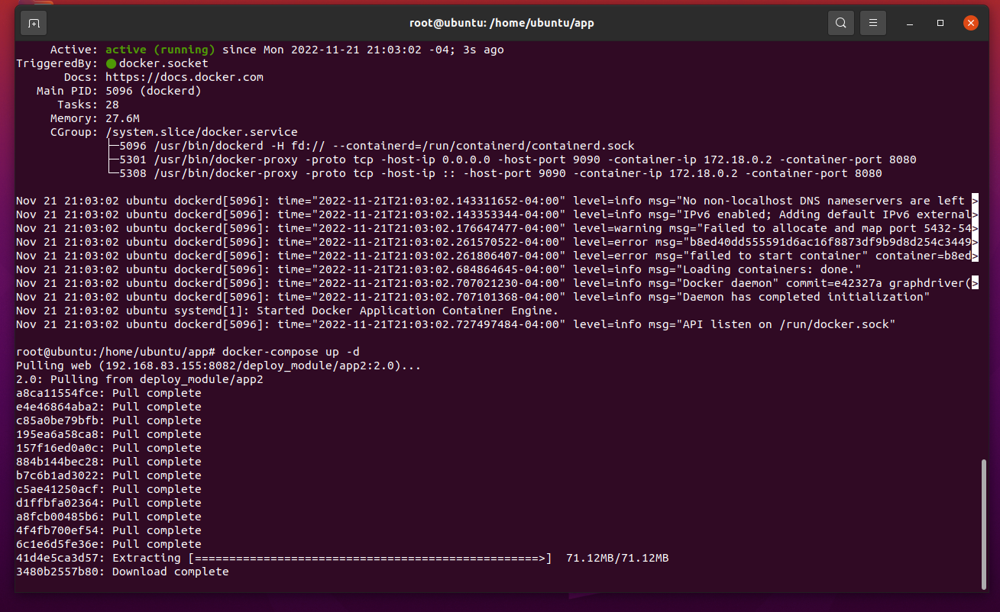 root@ubuntu: /home/ubuntu/app
Active: active (running) since Mon 2022-11-21 21:03:02 -04; 3s ago
TriggeredBy: ● docker.socket
Docs: https://docs.docker.com
Main PID: 5096 (dockerd)
Tasks: 28
Memory: 27.6M
CGroup: /system.slice/docker.service
├─5096 /usr/bin/dockerd -H fd:// --containerd=/run/containerd/containerd.sock
├─5301 /usr/bin/docker-proxy -proto tcp -host-ip 0.0.0.0 -host-port 9090 -container-ip 172.18.0.2 -container-port 8080
└─5308 /usr/bin/docker-proxy -proto tcp -host-ip :: -host-port 9090 -container-ip 172.18.0.2 -container-port 8080
Nov 21 21:03:02 ubuntu dockerd[5096]: time="2022-11-21T21:03:02.143311652-04:00" level=info msg="No non-localhost DNS nameservers are left >
Nov 21 21:03:02 ubuntu dockerd[5096]: time="2022-11-21T21:03:02.143353344-04:00" level=info msg="IPv6 enabled; Adding default IPv6 external>
Nov 21 21:03:02 ubuntu dockerd[5096]: time="2022-11-21T21:03:02.176647477-04:00" level=warning msg="Failed to allocate and map port 5432-54>
Nov 21 21:03:02 ubuntu dockerd[5096]: time="2022-11-21T21:03:02.261570522-04:00" level=error msg="b8ed40dd555591d6ac16f8873df9b9d8d254c3449>
Nov 21 21:03:02 ubuntu dockerd[5096]: time="2022-11-21T21:03:02.261806407-04:00" level=error msg="failed to start container" container=b8ed>
Nov 21 21:03:02 ubuntu dockerd[5096]: time="2022-11-21T21:03:02.684864645-04:00" level=info msg="Loading containers: done."
Nov 21 21:03:02 ubuntu dockerd[5096]: time="2022-11-21T21:03:02.707021230-04:00" level=info msg="Docker daemon" commit=e42327a graphdriver(>
Nov 21 21:03:02 ubuntu dockerd[5096]: time="2022-11-21T21:03:02.707101368-04:00" level=info msg="Daemon has completed initialization"
Nov 21 21:03:02 ubuntu systemd[1]: Started Docker Application Container Engine.
Nov 21 21:03:02 ubuntu dockerd[5096]: time="2022-11-21T21:03:02.727497484-04:00" level=info msg="API listen on /run/docker.sock"
root@ubuntu:/home/ubuntu/app# docker-compose up -d
Pulling web (192.168.83.155:8082/deploy_module/app2:2.0)...
2.0: Pulling from deploy_module/app2
a8ca11554fce: Pull complete
e4e46864aba2: Pull complete
c85a0be79bfb: Pull complete
195ea6a58ca8: Pull complete
157f16ed0a0c: Pull complete
884b144bec28: Pull complete
b7c6b1ad3022: Pull complete
c5ae41250acf: Pull complete
d1ffbfa02364: Pull complete
a8fcb00485b6: Pull complete
4f4fb700ef54: Pull complete
6c1e6d5fe36e: Pull complete
41d4e5ca3d57: Extracting [==================================================>]  71.12MB/71.12MB
3480b2557b80: Download complete